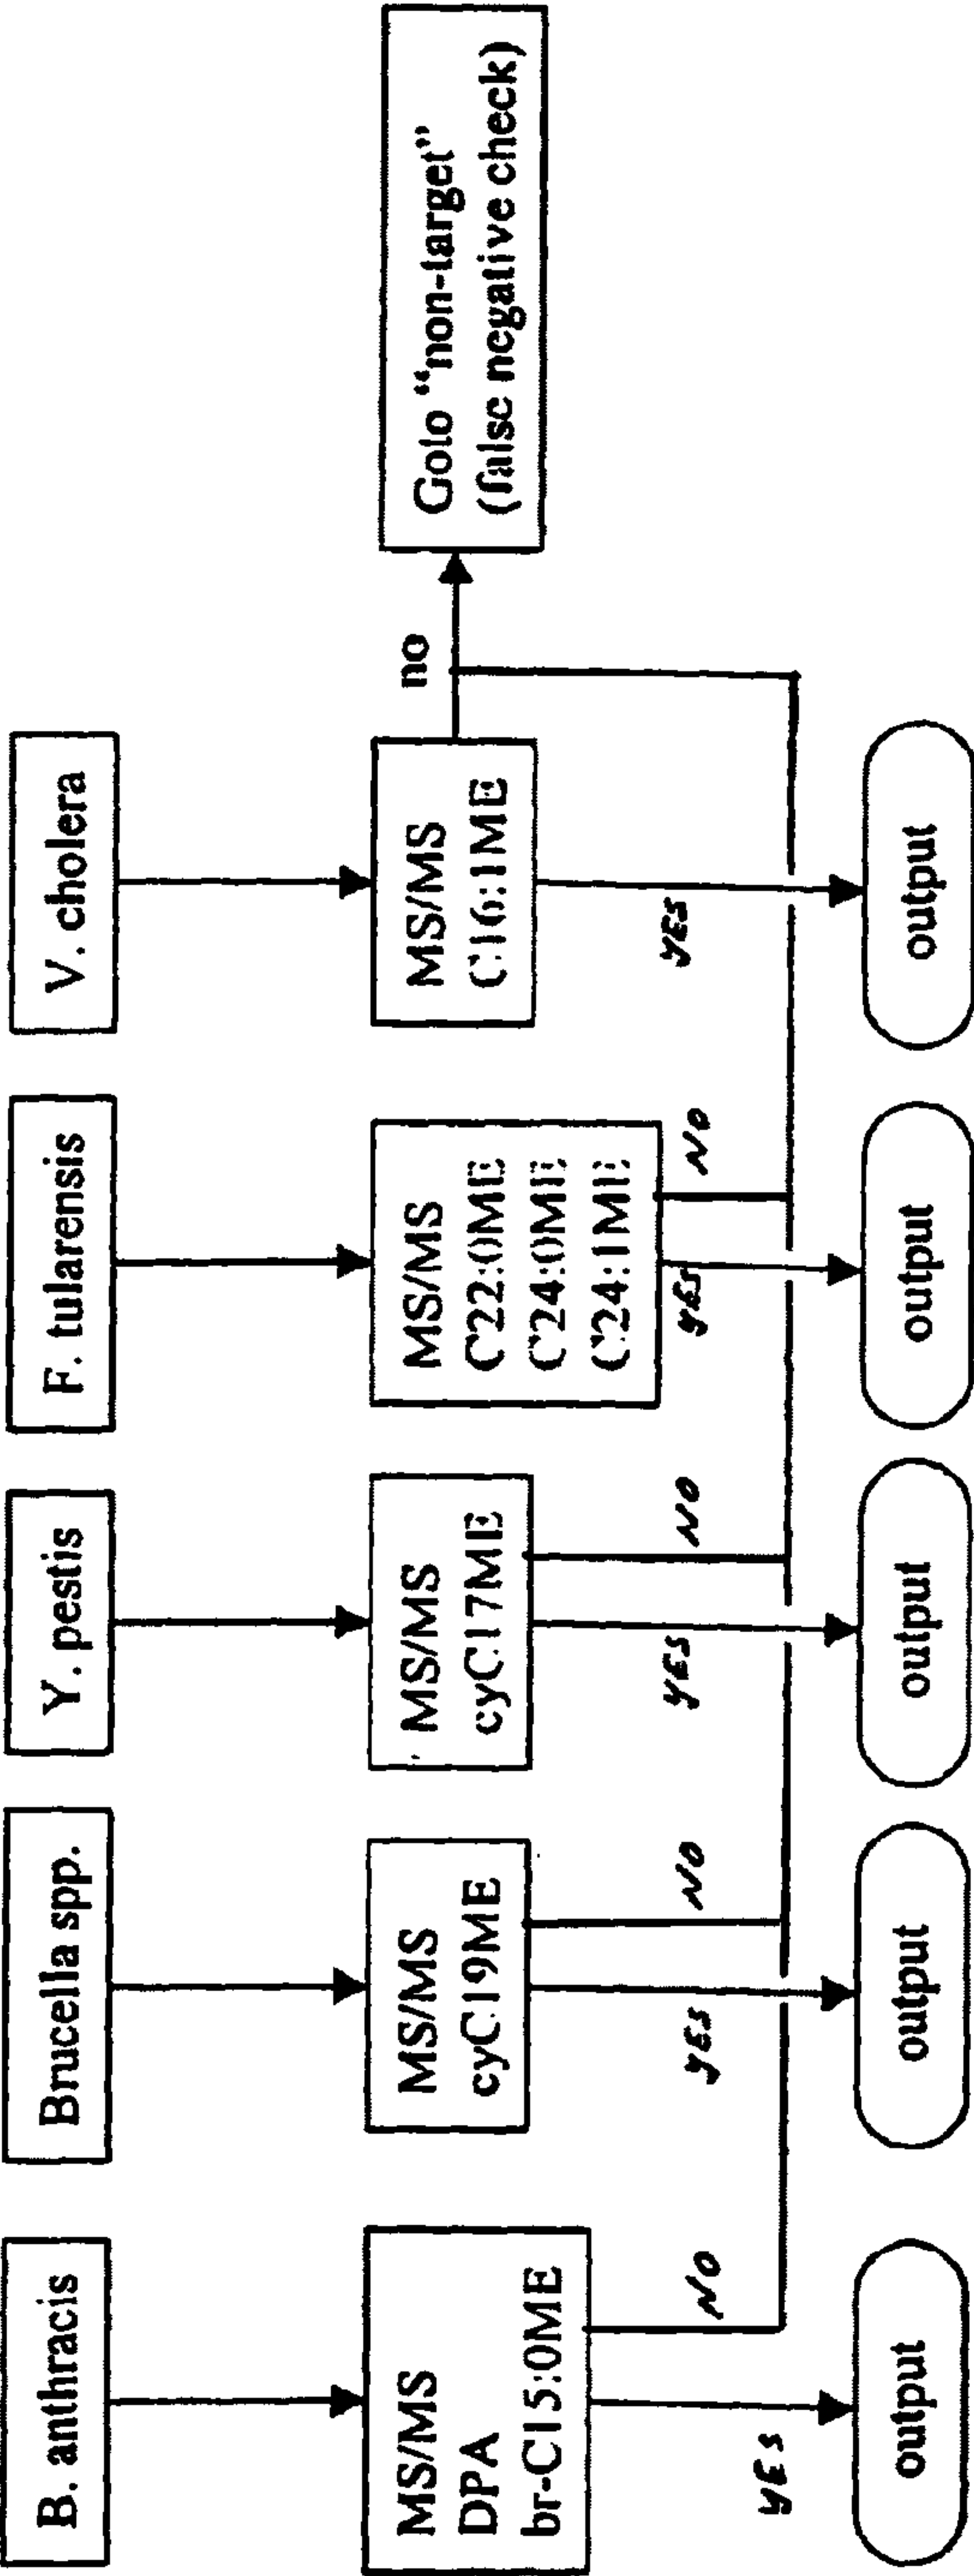 B. anthracis
Brucella spp.
Y. pestis
F. tularensis
V. cholera
MS/MS
DPA
br-C15:0ME
MS/MS
cyC19ME
MS/MS
cyC17ME
MS/MS
C22:0ME
C24:0ME
C24:1ME
MS/MS
C16:1ME
no
Goto “non-target”
(false negative check)
YES
NO
YES
NO
YES
NO
YES
NO
YES
output
output
output
output
output